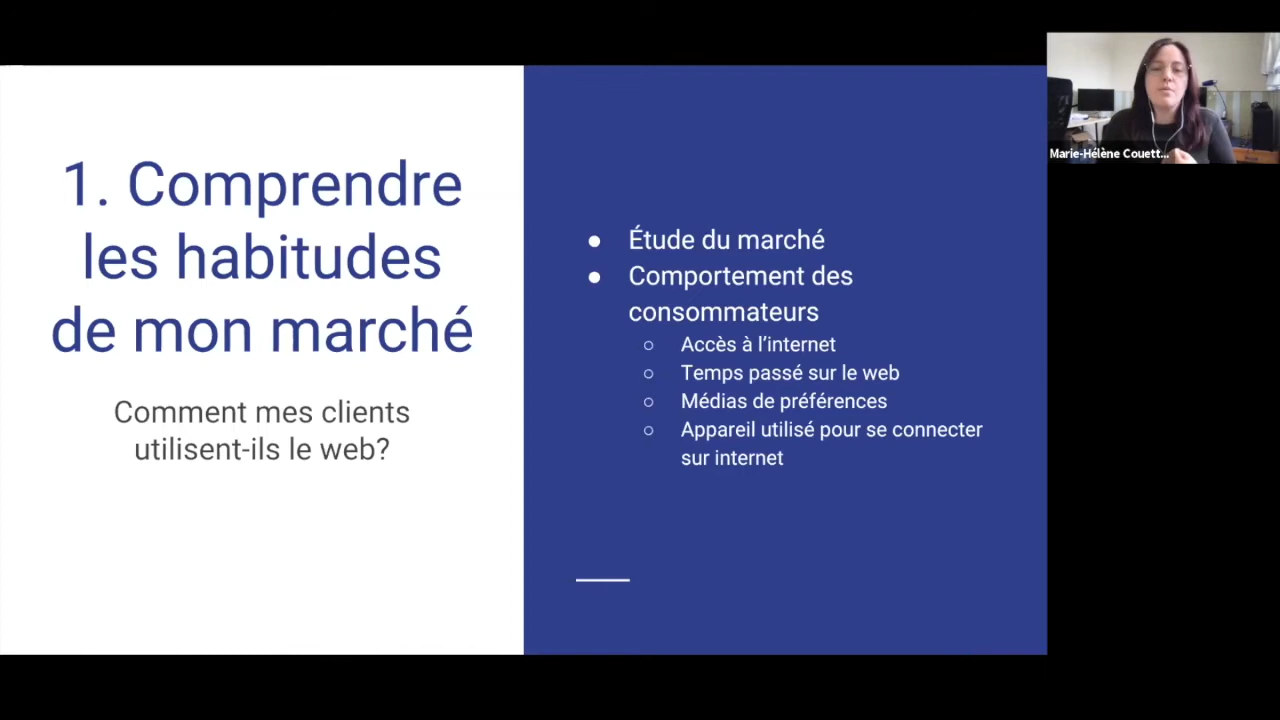 1. Comprendre
les habitudes
de mon marché
Comment mes clients
utilisent-ils le web?
● Étude du marché
● Comportement des
consommateurs
○ Accès à l’internet
○ Temps passé sur le web
○ Médias de préférences
○ Appareil utilisé pour se connecter
sur internet
Marie-Hélène Couett...